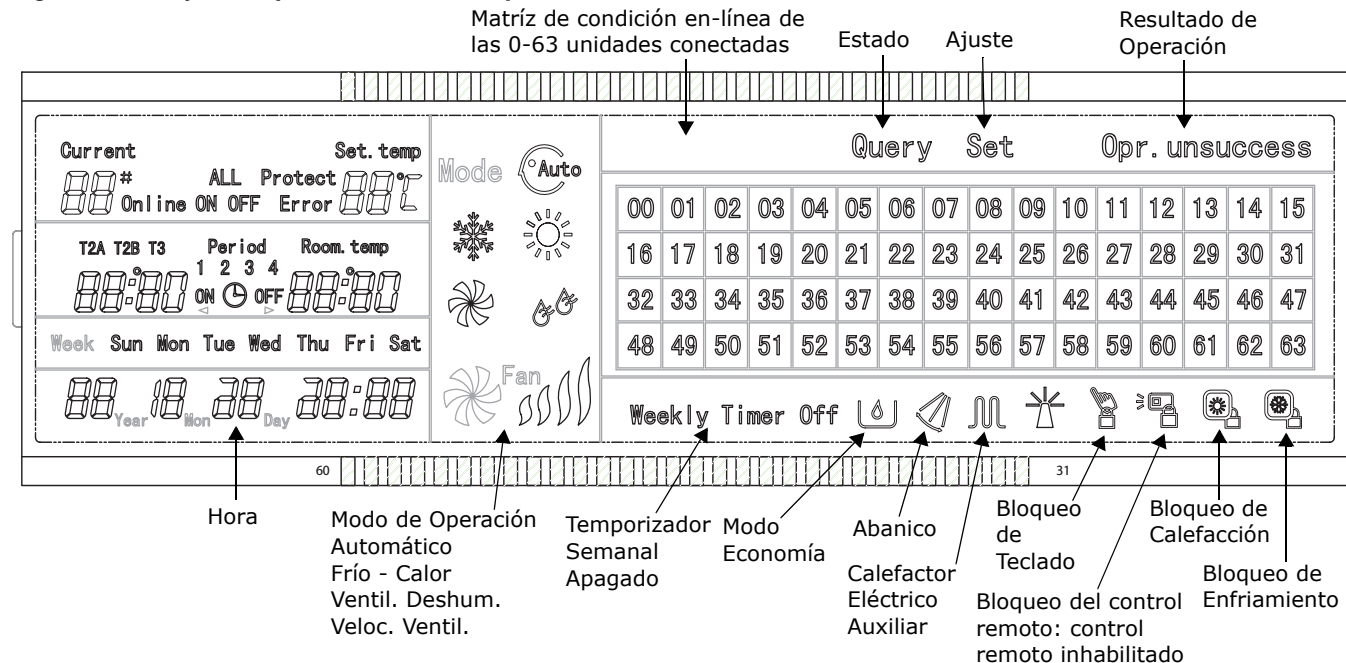 Matríz de condición en-línea de
las 0-63 unidades conectadas
Estado
Ajuste
Resultado de
Operación
Current
Set.temp
# ALL Protect
88 Online ON OFF Error 88°C
T2A T2B T3 Period Room.temp
1 2 3 4
88:80 ON OFF 88:80
Week Sun Mon Tue Wed Thu Fri Sat
Year Mon Day
Mode Auto
Fan
Query Set Opr.unsuccess
00 01 02 03 04 05 06 07 08 09 10 11 12 13 14 15
16 17 18 19 20 21 22 23 24 25 26 27 28 29 30 31
32 33 34 35 36 37 38 39 40 41 42 43 44 45 46 47
48 49 50 51 52 53 54 55 56 57 58 59 60 61 62 63
Weekly Timer Off
60
31
Hora
Modo de Operación
Automático
Frío - Calor
Ventil. Deshum.
Veloc. Ventil.
Temporizador
Semanal
Apagado
Modo
Economía
Abanico
Calefactor
Eléctrico
Auxiliar
Bloqueo
de
Teclado
Bloqueo del control
remoto: control
remoto inhabilitado
Bloqueo de
Calefacción
Bloqueo de
Enfriamiento